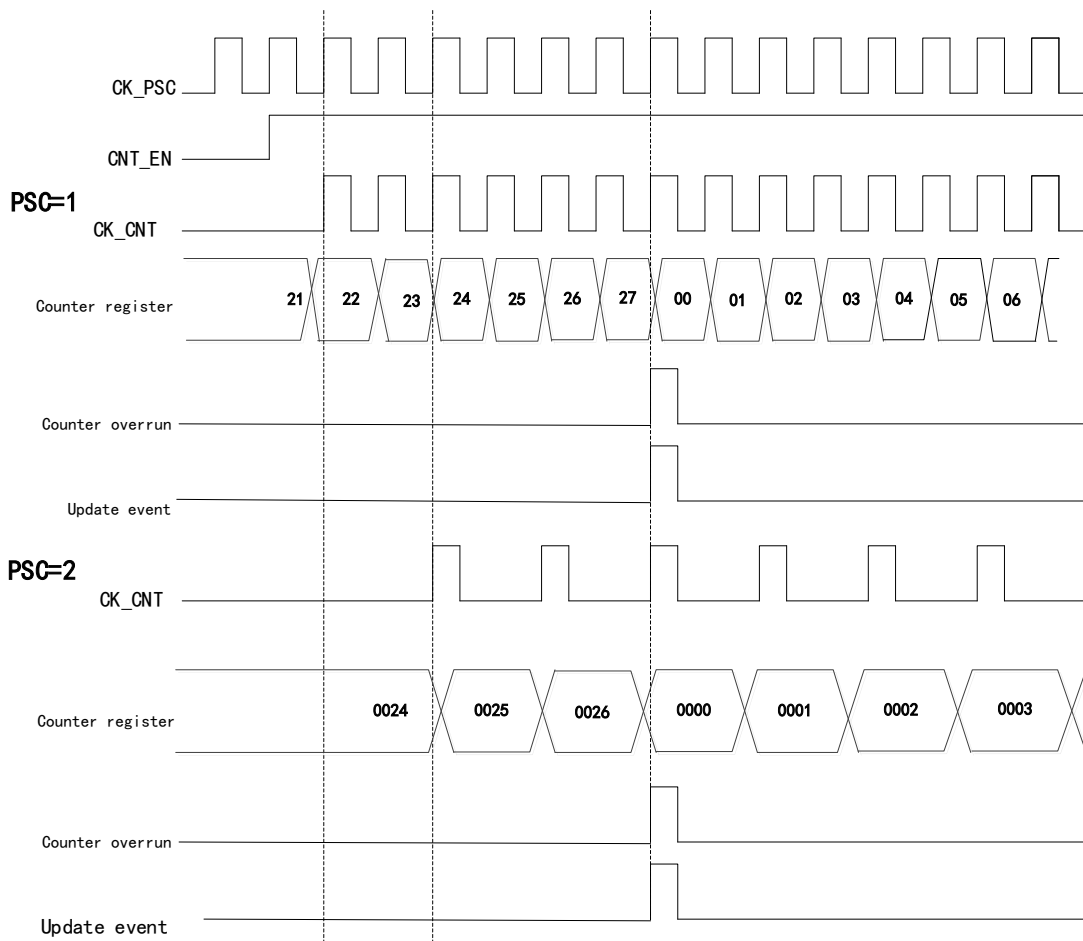 CK_PSC
CNT_EN
PSC=1
CK_CNT
Counter register 21 22 23 24 25 26 27 00 01 02 03 04 05 06
Counter overrun
Update event
PSC=2
CK_CNT
Counter register 0024 0025 0026 0000 0001 0002 0003
Counter overrun
Update event